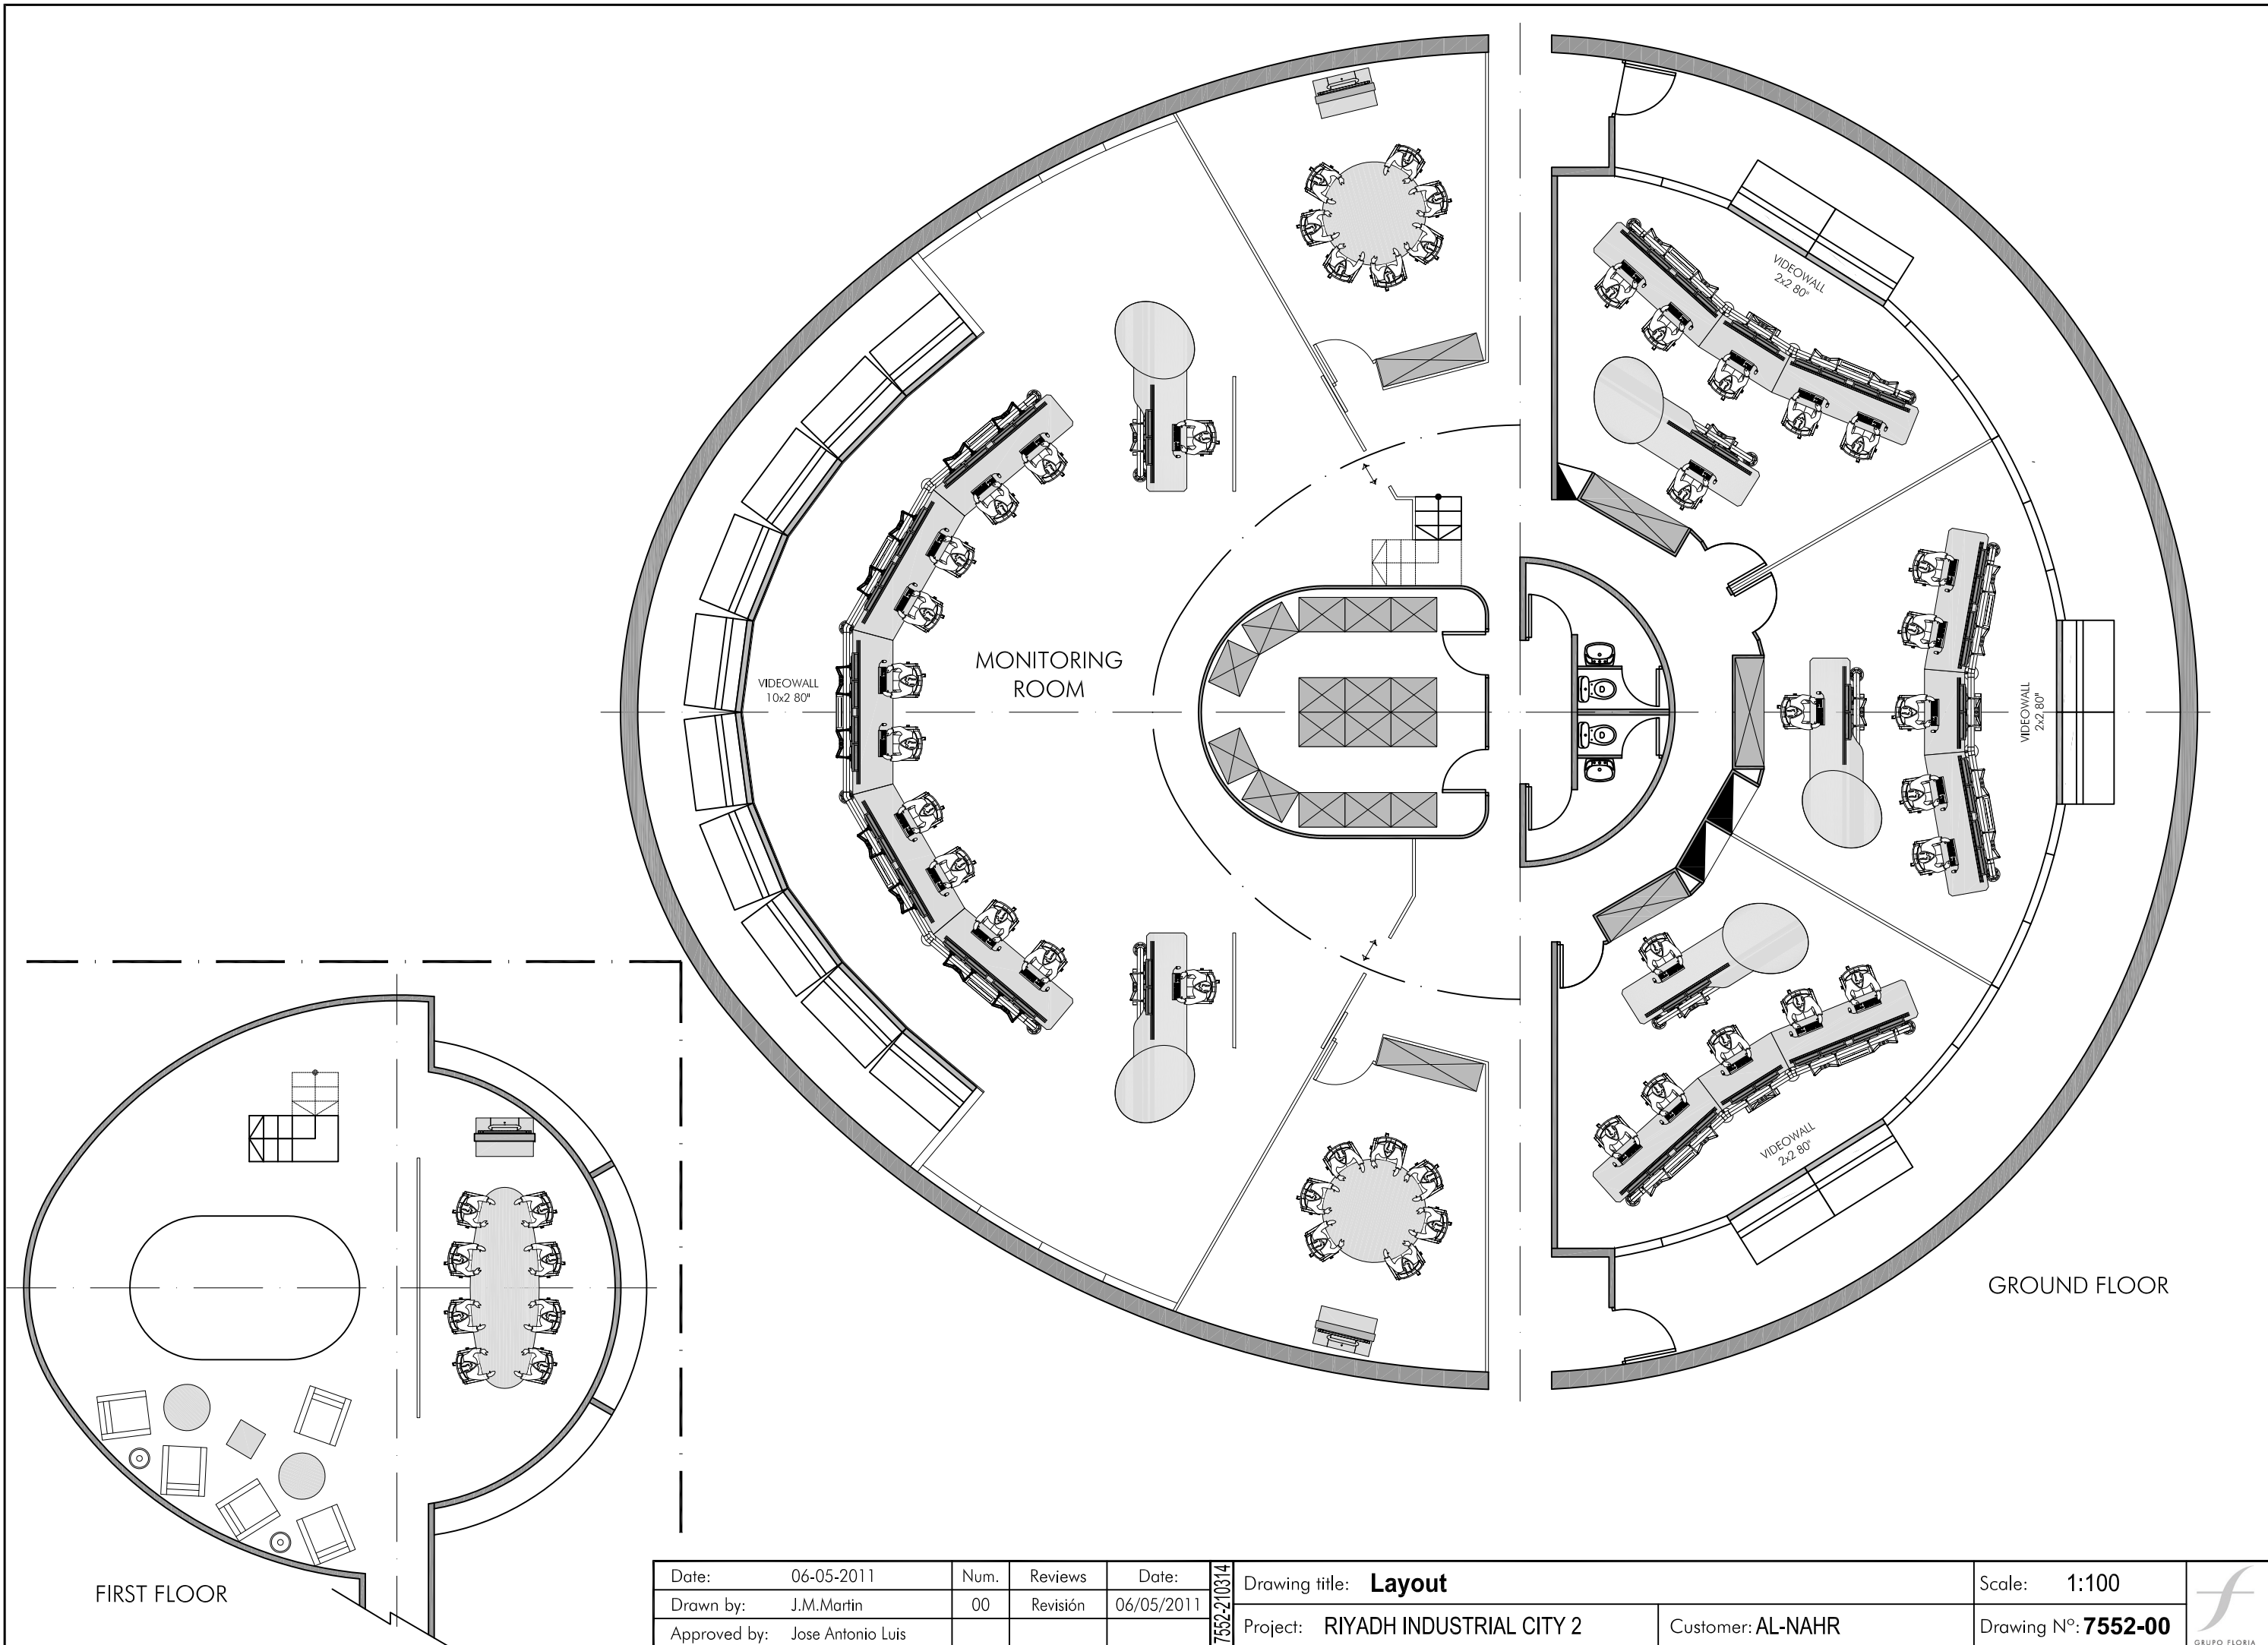 VIDEOWALL
2x2 80"
MONITORING
ROOM
VIDEOWALL
10x2 80"
VIDEOWALL
2x2 80"
VIDEOWALL
2x2 80"
GROUND FLOOR
FIRST FLOOR
Date: 06-05-2011 Num. Reviews Date:
Drawn by: J.M.Martin 00 Revisión 06/05/2011
Approved by: Jose Antonio Luis
7552-210314
Drawing title: Layout Scale: 1:100
Project: RIYADH INDUSTRIAL CITY 2 Customer: AL-NAHR Drawing Nº: 7552-00
GRUPO FLORIA